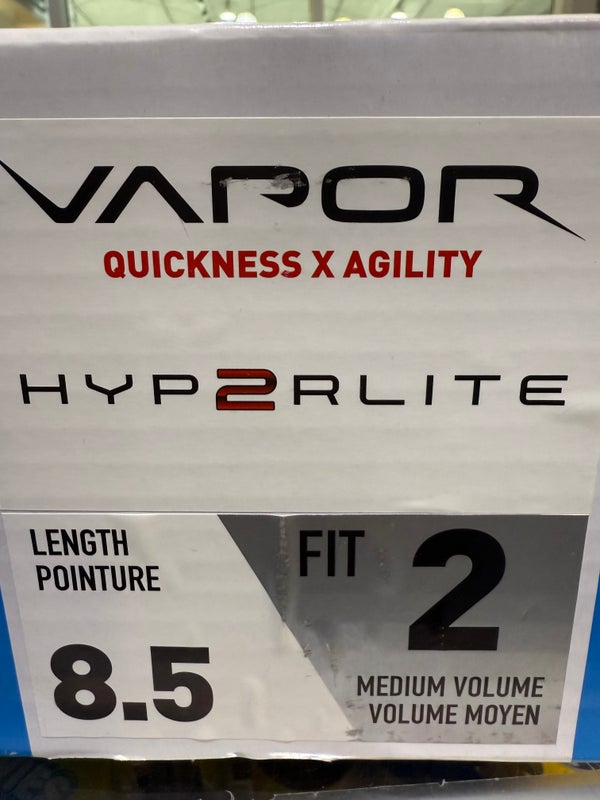 VAPOR
QUICKNESS X AGILITY
HYP2RLITE
LENGTH
POINTURE
8.5
FIT 2
MEDIUM VOLUME
VOLUME MOYEN